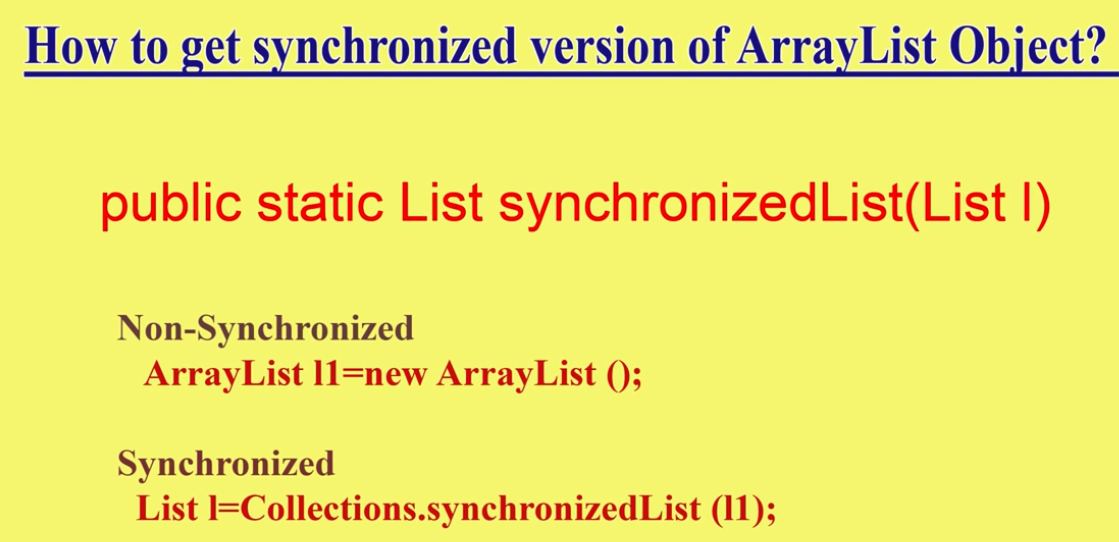 How to get synchronized version of ArrayList Object?
public static List synchronizedList(List l)
Non-Synchronized
ArrayList l1=new ArrayList ();
Synchronized
List l=Collections.synchronizedList (l1);